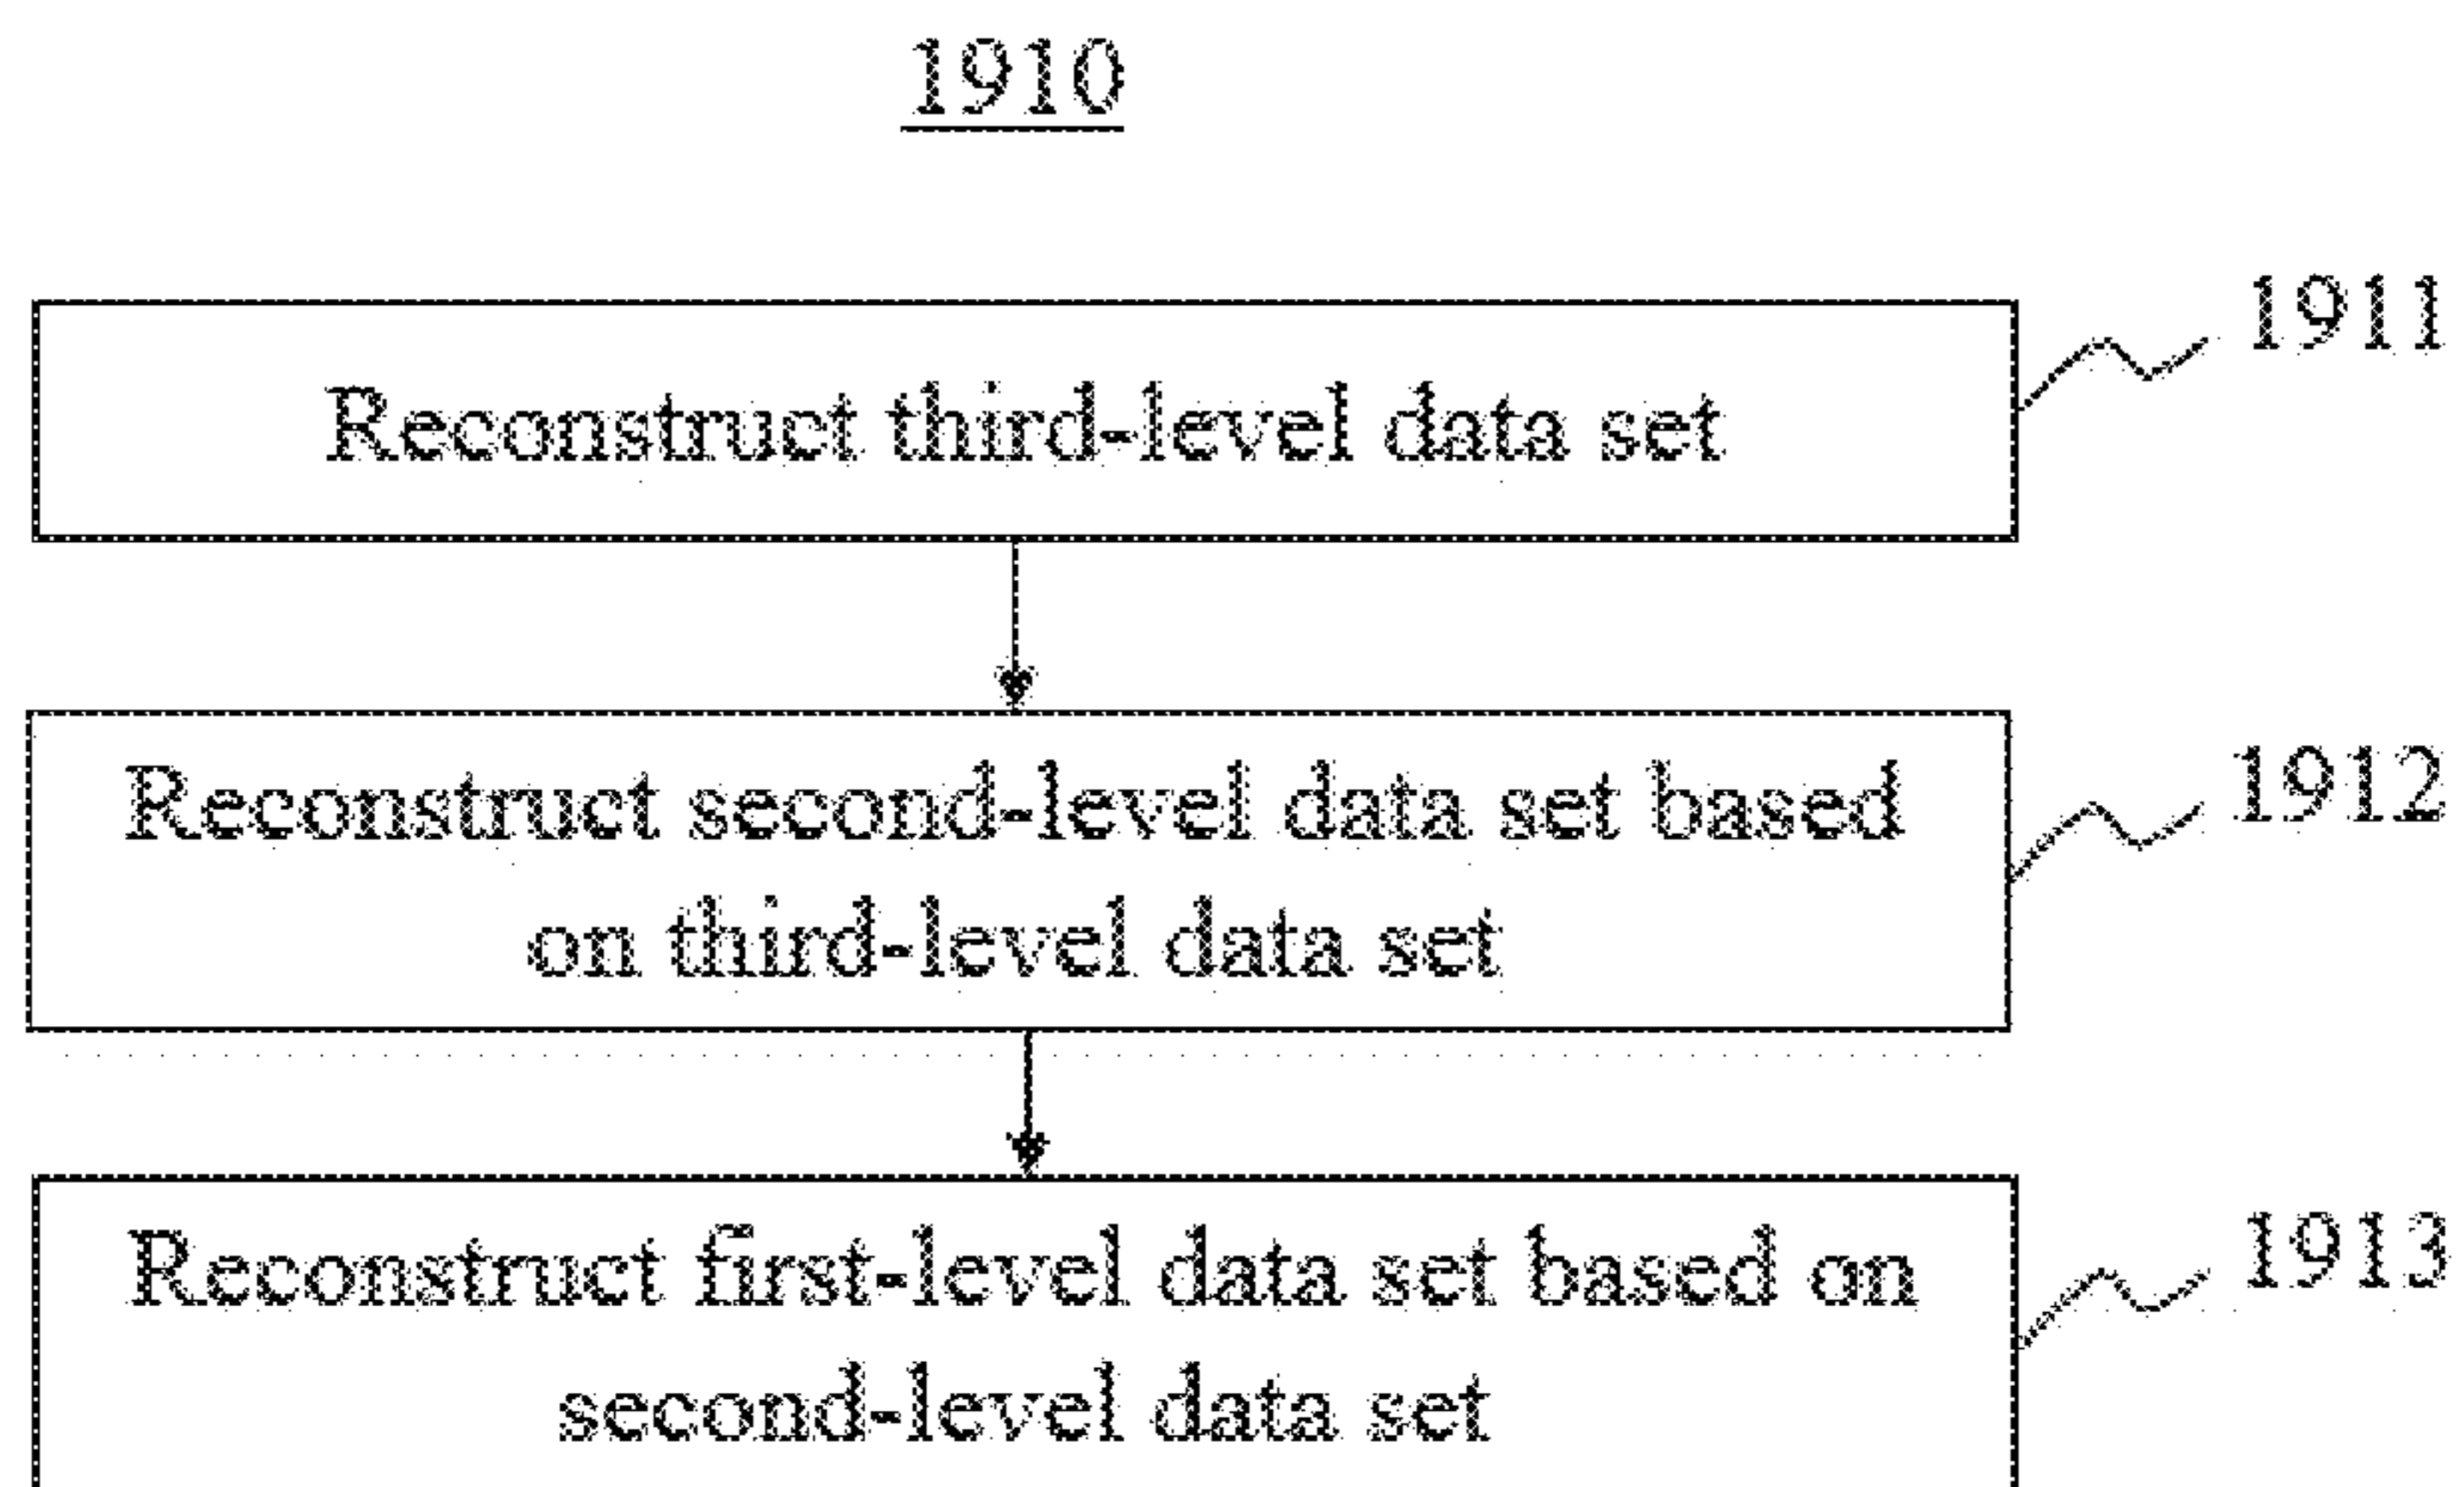 1910
Reconstruct third-level data set
1911
Reconstruct second-level data set based
on third-level data set
1912
Reconstruct first-level data set based on
second-level data set
1913